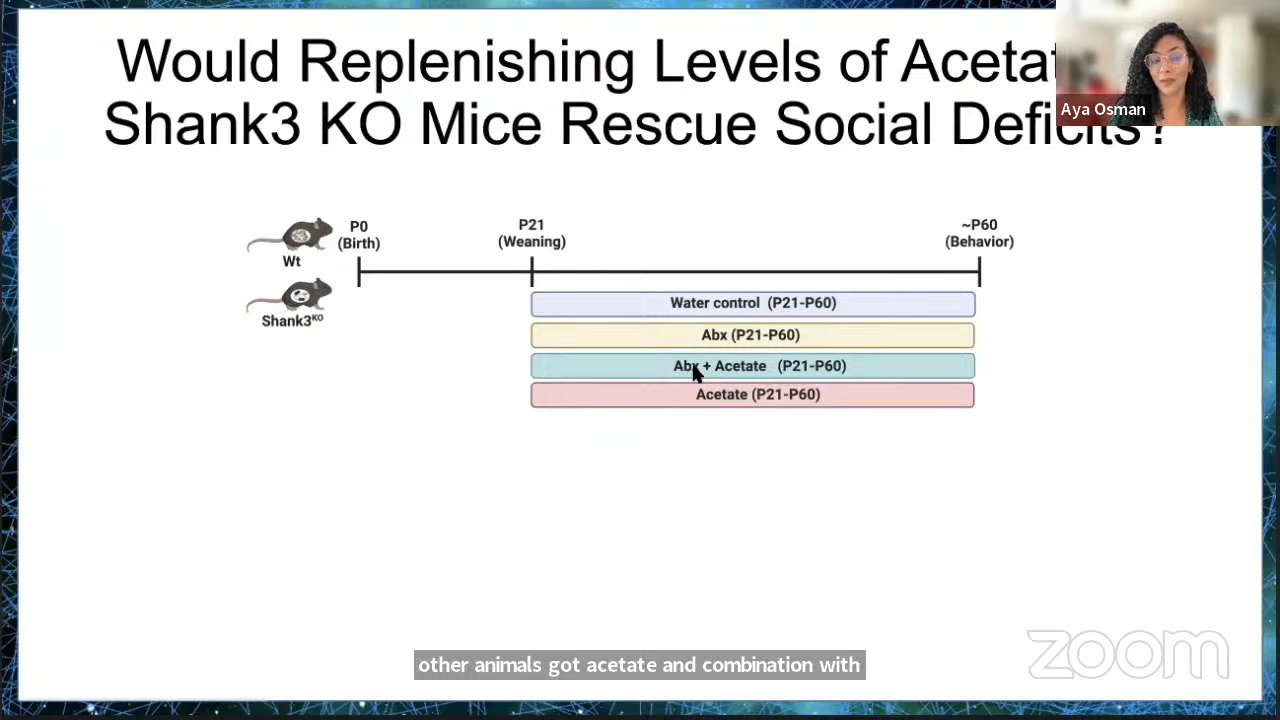 Would Replenishing Levels of Aceta
Shank3 KO Mice Rescue Social Deficits?
Aya Osman
P0
(Birth)
P21
(Weaning)
~P60
(Behavior)
Wt
Shank3KO
Water control (P21-P60)
Abx (P21-P60)
Abx + Acetate (P21-P60)
Acetate (P21-P60)
other animals got acetate and combination with
zoom